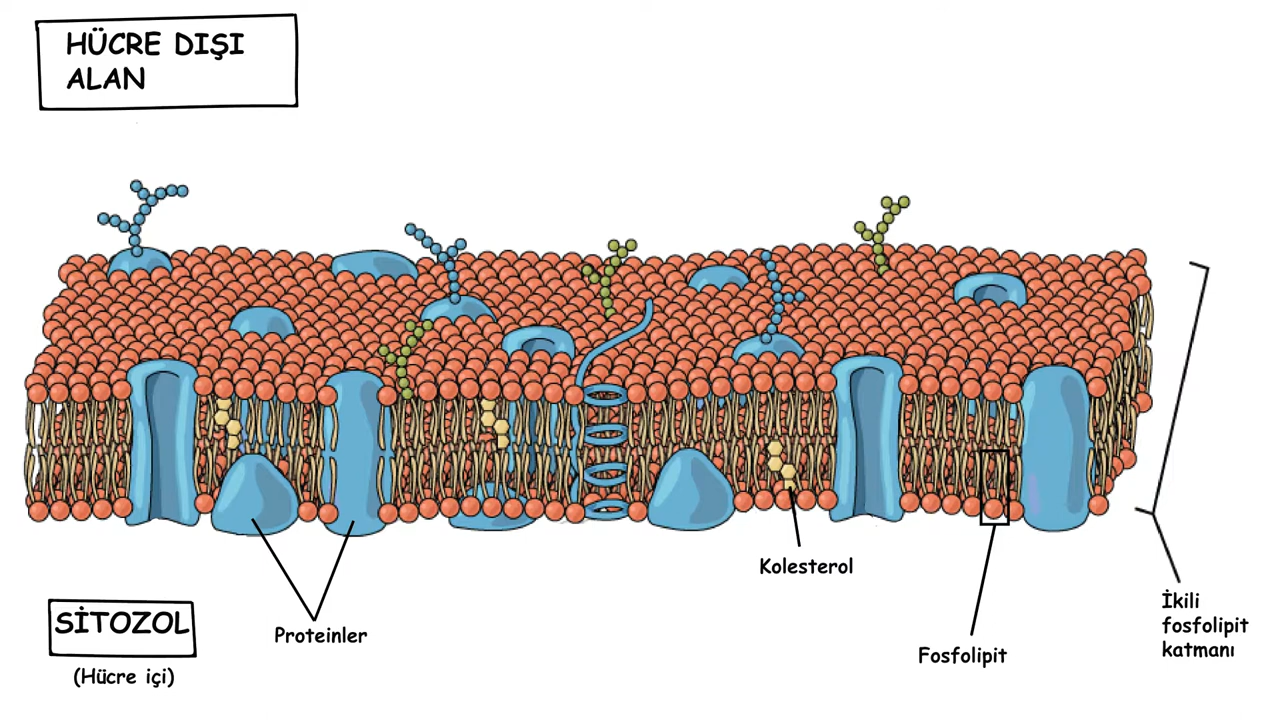 HÜCRE DIŞI
ALAN
Kolesterol
İkili
fosfolipit
katmanı
SİTOZOL
Proteinler
Fosfolipit
(Hücre içi)